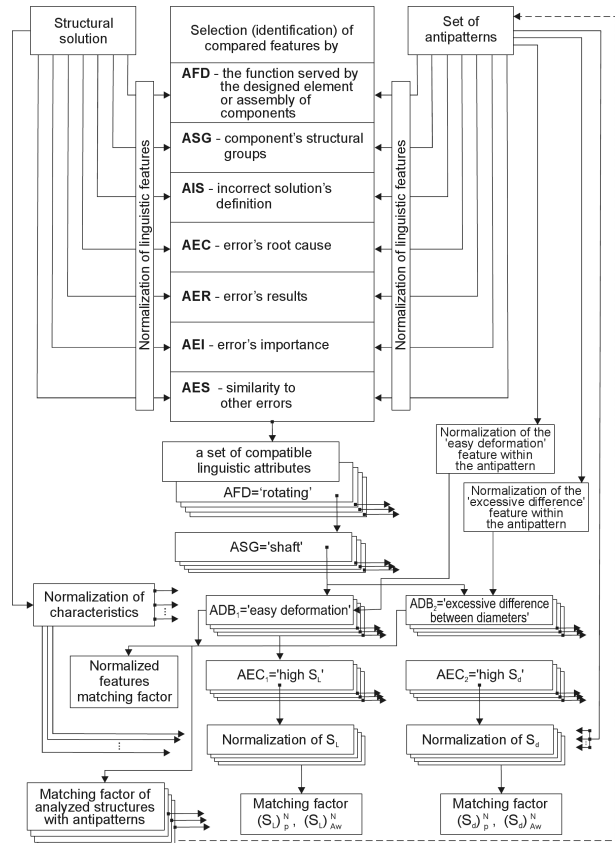 Structural
solution
Selection (identification) of
compared features by
Set of
antipatterns
AFD - the function served by
the designed element
or assembly of
components
ASG - component's structural
groups
AIS - incorrect solution's
definition
AEC - error's root cause
AER - error's results
AEI - error's importance
AES - similarity to
other errors
Normalization of linguistic features
Normalization of linguistic features
a set of compatible
linguistic attributes
AFD='rotating'
ASG='shaft'
Normalization of the
'easy deformation'
feature within
the antipattern
Normalization of the
'excessive difference'
feature within
the antipattern
Normalization of
characteristics
ADB1='easy deformation'
ADB2='excessive difference
between diameters'
Normalized
features
matching factor
AEC1='high SL'
AEC2='high Sd'
Normalization of SL
Normalization of Sd
Matching factor of
analyzed structures
with antipatterns
Matching factor
(SL)pN , (SL)AwN
Matching factor
(Sd)pN , (Sd)AwN